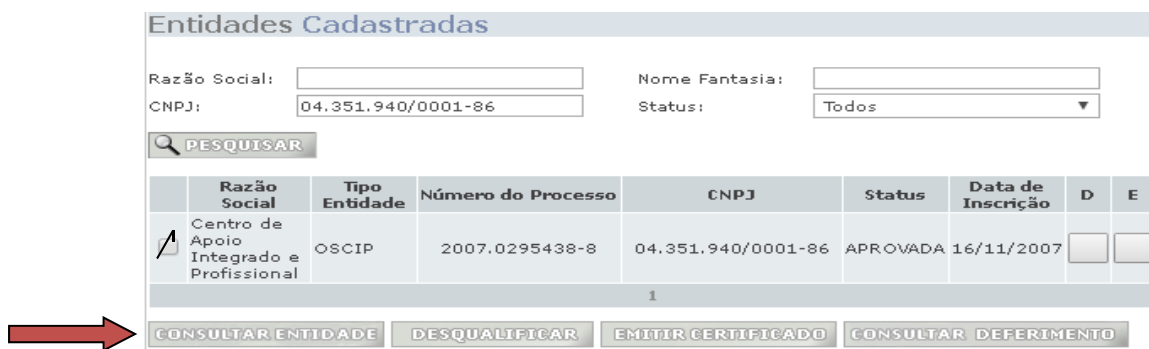 Entidades Cadastradas
Razão Social: Nome Fantasia:
CNPJ: 04.351.940/0001-86 Status: Todos
PESQUISAR
Razão Social Tipo Entidade Número do Processo CNPJ Status Data de Inscrição D E
Centro de Apoio Integrado e Profissional OSCIP 2007.0295438-8 04.351.940/0001-86 APROVADA 16/11/2007
1
CONSULTAR ENTIDADE DESQUALIFICAR EMITIR CERTIFICADO CONSULTAR DEFERIMENTO